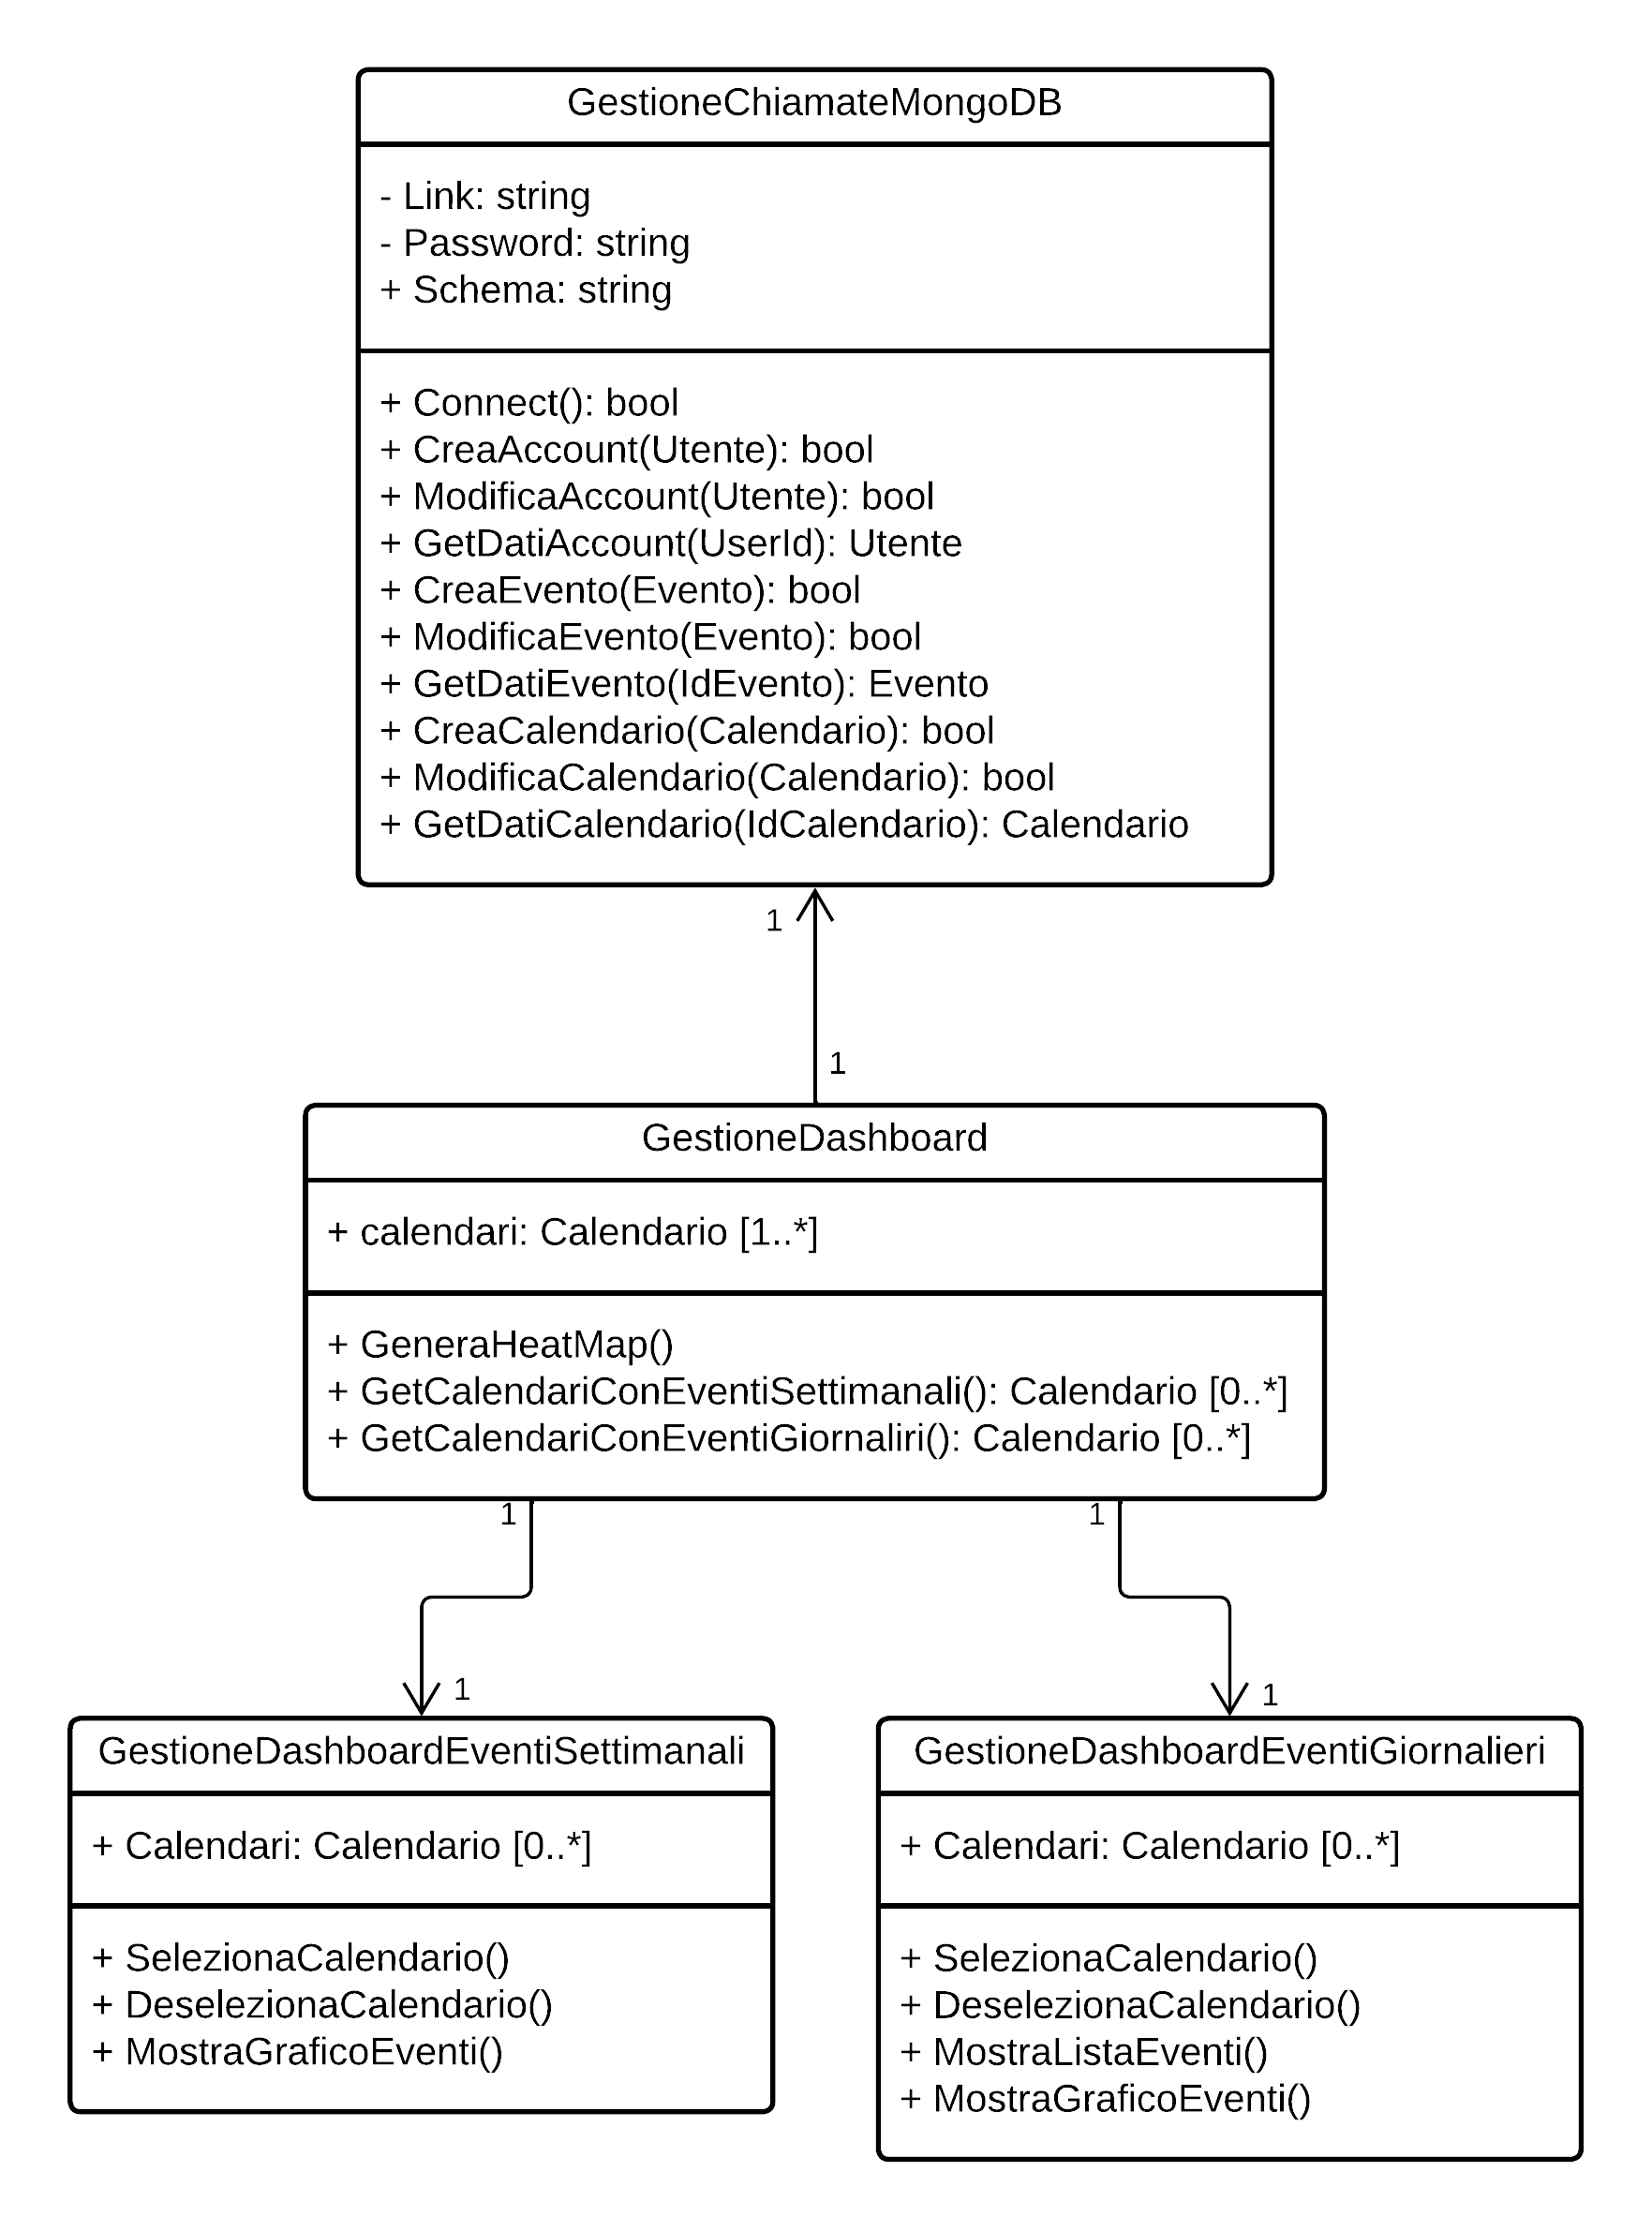 GestioneChiamateMongoDB
- Link: string
- Password: string
+ Schema: string
+ Connect(): bool
+ CreaAccount(Utente): bool
+ ModificaAccount(Utente): bool
+ GetDatiAccount(UserId): Utente
+ CreaEvento(Evento): bool
+ ModificaEvento(Evento): bool
+ GetDatiEvento(IdEvento): Evento
+ CreaCalendario(Calendario): bool
+ ModificaCalendario(Calendario): bool
+ GetDatiCalendario(IdCalendario): Calendario
1
1
GestioneDashboard
+ calendari: Calendario [1..*]
+ GeneraHeatMap()
+ GetCalendariConEventiSettimanali(): Calendario [0..*]
+ GetCalendariConEventiGiornaliri(): Calendario [0..*]
1
1
1
1
GestioneDashboardEventiSettimanali
+ Calendari: Calendario [0..*]
+ SelezionaCalendario()
+ DeselezionaCalendario()
+ MostraGraficoEventi()
GestioneDashboardEventiGiornalieri
+ Calendari: Calendario [0..*]
+ SelezionaCalendario()
+ DeselezionaCalendario()
+ MostraListaEventi()
+ MostraGraficoEventi()